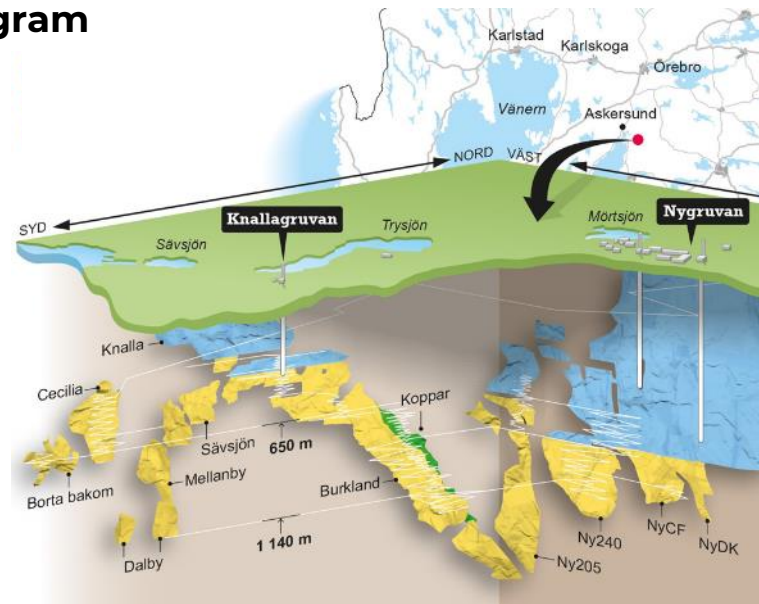 gram
Karlstad
Karlskoga
Örebro
Vänern
Askersund
NORD VÄST
SYD
Knallagruvan
Nygruvan
Sävsjön
Trysjön
Mörtsjön
Knalla
Cecilia
Koppar
Sävsjön
650 m
Mellanby
Borta bakom
Burkland
1 140 m
Dalby
Ny205
Ny240
NyCF
NyDK